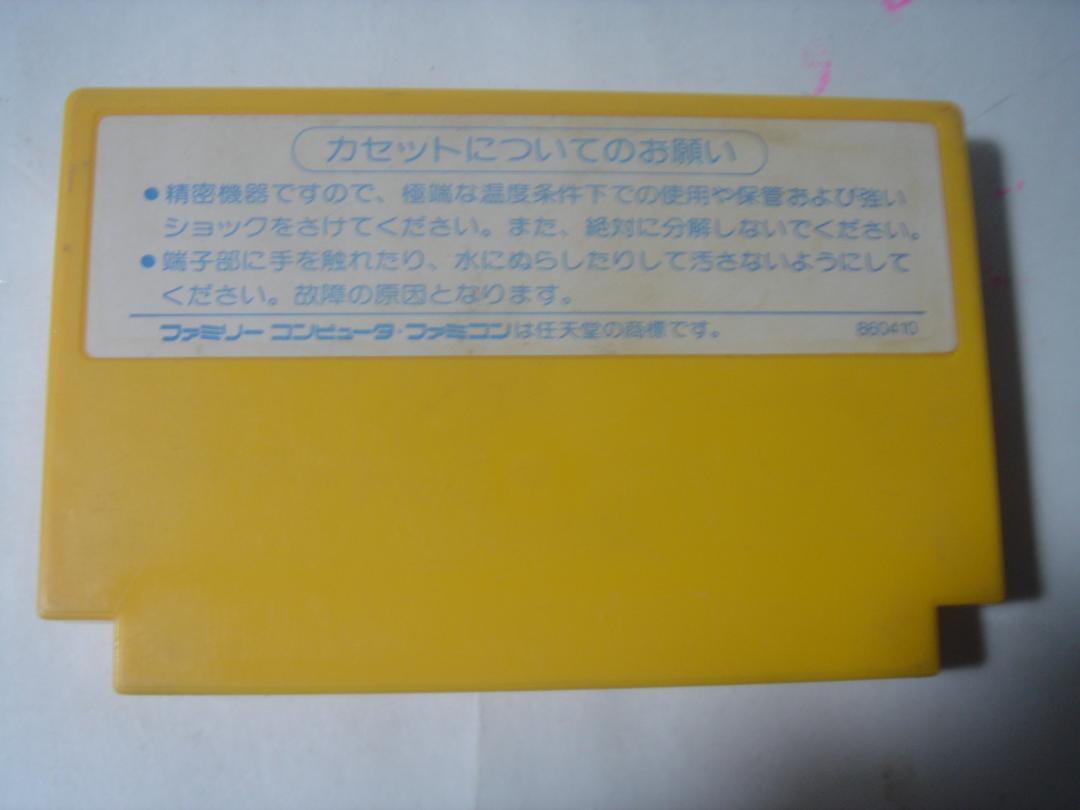 カセットについてのお願い
●精密機器ですので、極端な温度条件下での使用や保管および強い
ショックをさけてください。また、絶対に分解しないでください。
●端子部に手を触れたり、水にぬらしたりして汚さないようにして
ください。故障の原因となります。
ファミリーコンピュータ・ファミコンは任天堂の商標です。 860410